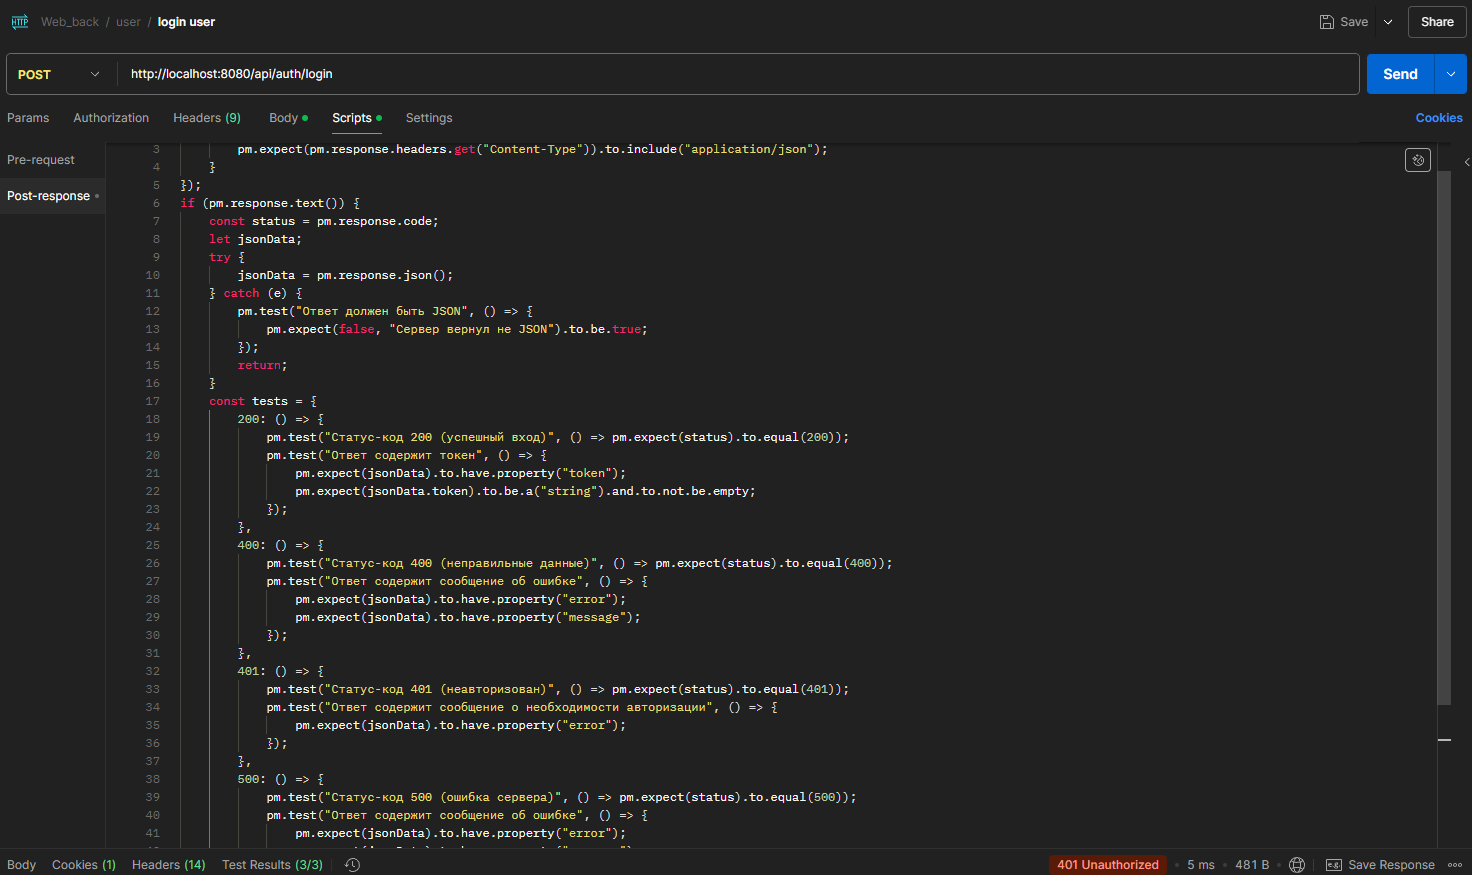 HTTP Web_back / user / login user Save Share
POST http://localhost:8080/api/auth/login Send
Params Authorization Headers (9) Body Scripts Settings Cookies
Pre-request
Post-response
3 pm.expect(pm.response.headers.get("Content-Type")).to.include("application/json");
4 }
5 });
6 if (pm.response.text()) {
7 const status = pm.response.code;
8 let jsonData;
9 try {
10 jsonData = pm.response.json();
11 } catch (e) {
12 pm.test("Ответ должен быть JSON", () => {
13 pm.expect(false, "Сервер вернул не JSON").to.be.true;
14 });
15 return;
16 }
17 const tests = {
18 200: () => {
19 pm.test("Статус-код 200 (успешный вход)", () => pm.expect(status).to.equal(200));
20 pm.test("Ответ содержит токен", () => {
21 pm.expect(jsonData).to.have.property("token");
22 pm.expect(jsonData.token).to.be.a("string").and.to.not.be.empty;
23 });
24 },
25 400: () => {
26 pm.test("Статус-код 400 (неправильные данные)", () => pm.expect(status).to.equal(400));
27 pm.test("Ответ содержит сообщение об ошибке", () => {
28 pm.expect(jsonData).to.have.property("error");
29 pm.expect(jsonData).to.have.property("message");
30 });
31 },
32 401: () => {
33 pm.test("Статус-код 401 (неавторизован)", () => pm.expect(status).to.equal(401));
34 pm.test("Ответ содержит сообщение о необходимости авторизации", () => {
35 pm.expect(jsonData).to.have.property("error");
36 });
37 },
38 500: () => {
39 pm.test("Статус-код 500 (ошибка сервера)", () => pm.expect(status).to.equal(500));
40 pm.test("Ответ содержит сообщение об ошибке", () => {
41 pm.expect(jsonData).to.have.property("error");
Body Cookies (1) Headers (14) Test Results (3/3) 401 Unauthorized 5 ms 481 B e.g. Save Response